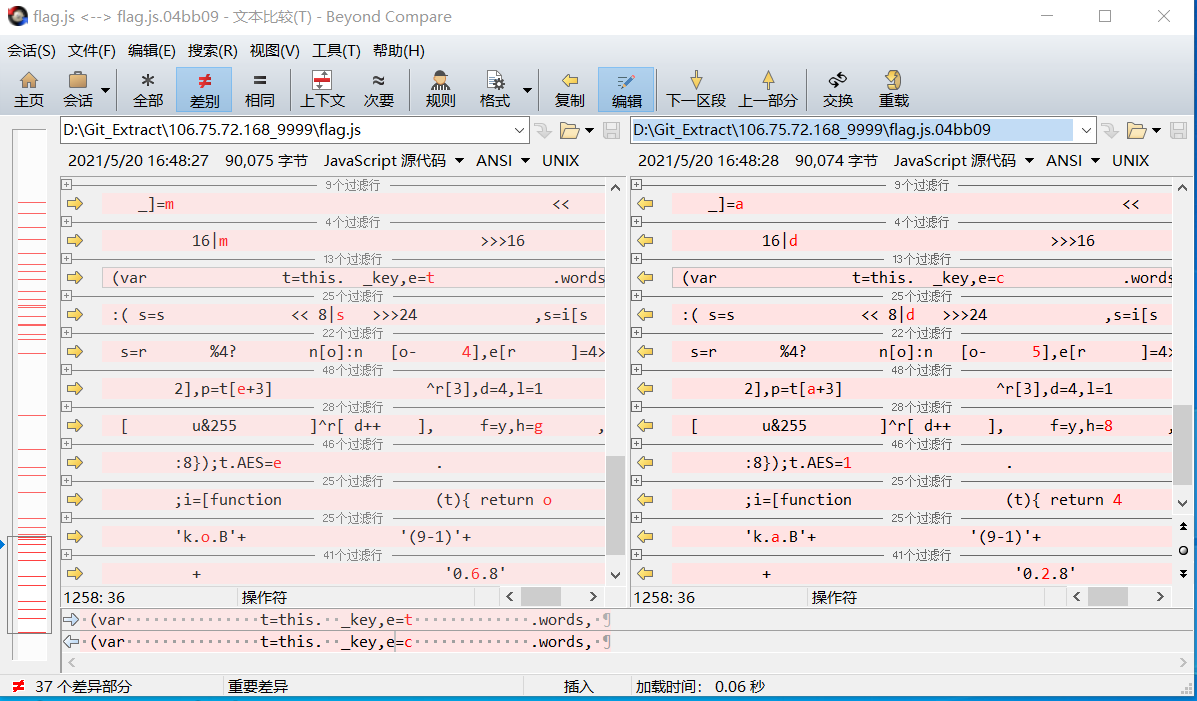 flag.js <--> flag.js.04bb09 - 文本比较(T) - Beyond Compare
会话(S) 文件(F) 编辑(E) 搜索(R) 视图(V) 工具(T) 帮助(H)
主页 会话 全部 差别 相同 上下文 次要 规则 格式 复制 编辑 下一区段 上一部分 交换 重载
D:\Git_Extract\106.75.72.168_9999\flag.js D:\Git_Extract\106.75.72.168_9999\flag.js.04bb09
2021/5/20 16:48:27 90,075 字节 JavaScript 源代码 ANSI UNIX 2021/5/20 16:48:28 90,074 字节 JavaScript 源代码 ANSI UNIX
9个过滤行 9个过滤行
_]=m << _]=a <<
4个过滤行 4个过滤行
16|m >>>16 16|d >>>16
13个过滤行 13个过滤行
(var t=this. _key,e=t .words (var t=this. _key,e=c .words
25个过滤行 25个过滤行
:( s=s << 8|s >>>24 ,s=i[s :( s=s << 8|d >>>24 ,s=i[s
22个过滤行 22个过滤行
s=r %4? n[o]:n [o- 4],e[r ]=4> s=r %4? n[o]:n [o- 5],e[r ]=4>
48个过滤行 48个过滤行
2],p=t[e+3] ^r[3],d=4,l=1 2],p=t[a+3] ^r[3],d=4,l=1
28个过滤行 28个过滤行
[ u&255 ]^r[ d++ ], f=y,h=g , [ u&255 ]^r[ d++ ], f=y,h=8 ,
46个过滤行 46个过滤行
:8});t.AES=e . :8});t.AES=1 .
25个过滤行 25个过滤行
;i=[function (t){ return o ;i=[function (t){ return 4
25个过滤行 25个过滤行
'k.o.B'+ '(9-1)'+ 'k.a.B'+ '(9-1)'+
41个过滤行 41个过滤行
+ '0.6.8' + '0.2.8'
1258: 36 操作符 1258: 36 操作符
(var··············t=this.··_key,e=t··············.words,·¶
(var··············t=this.··_key,e=c··············.words,·¶
37 个差异部分 重要差异 插入 加载时间： 0.06 秒